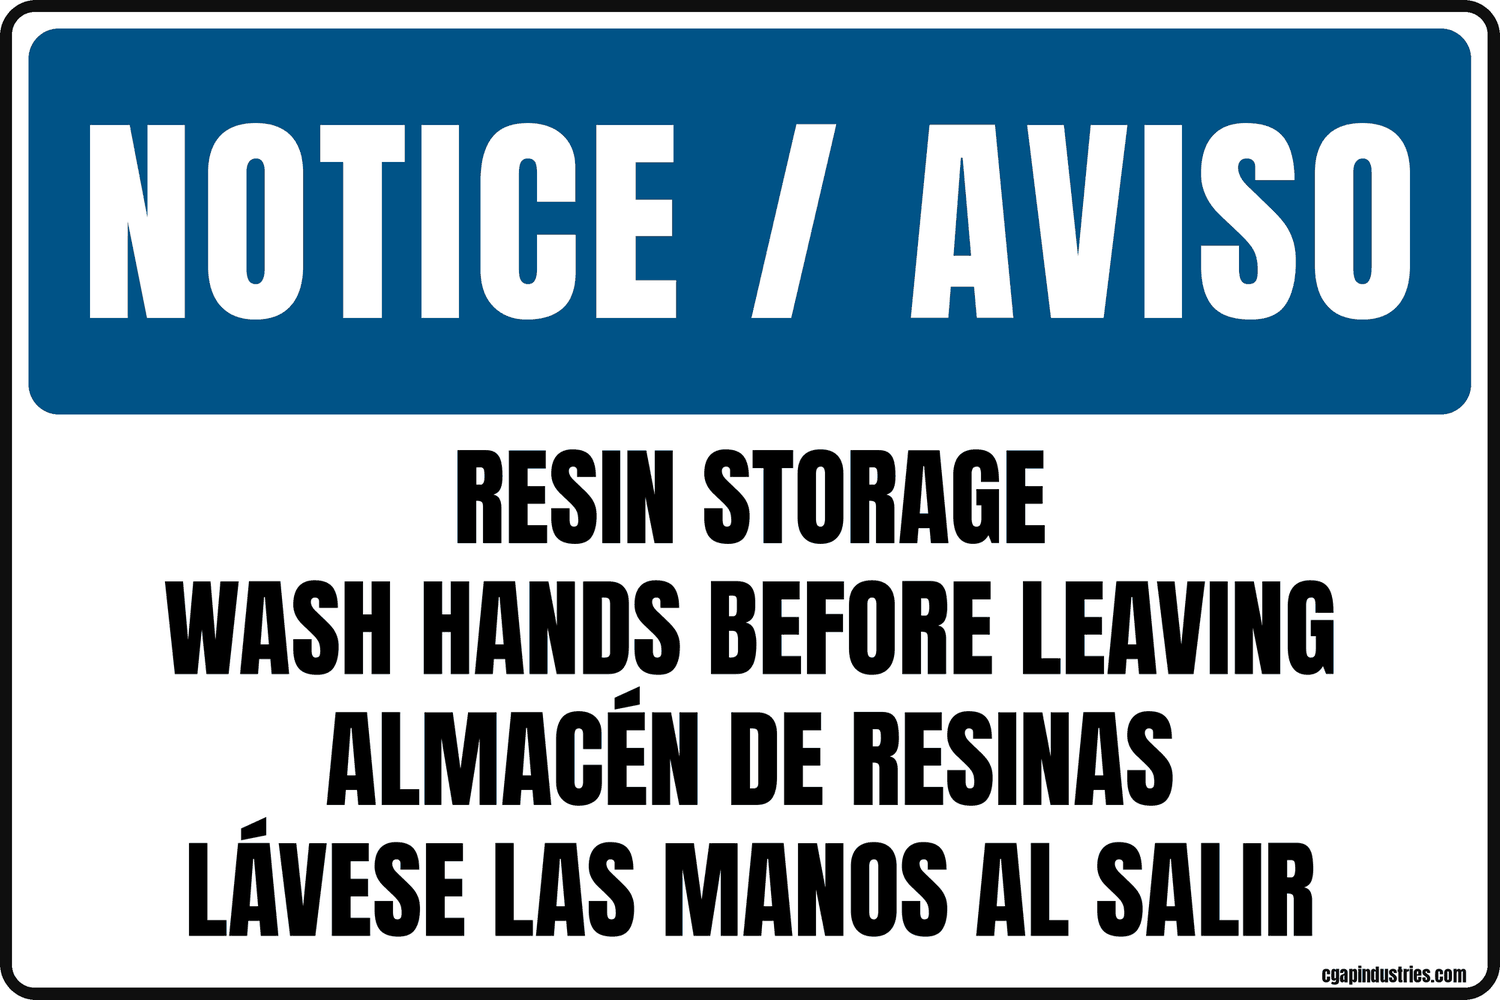 NOTICE / AVISO
RESIN STORAGE
WASH HANDS BEFORE LEAVING
ALMACÉN DE RESINAS
LÁVESE LAS MANOS AL SALIR
cgapindustries.com